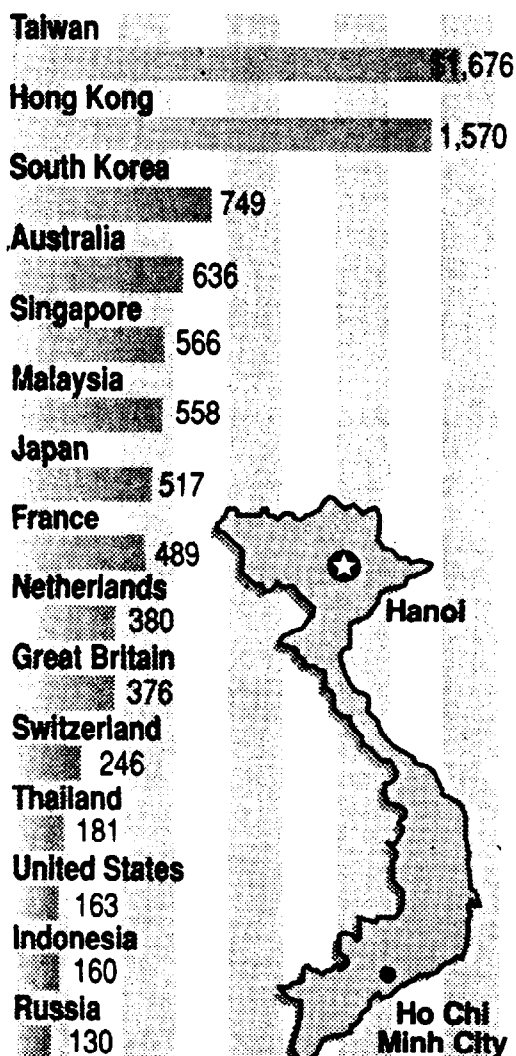 Taiwan
$1,676
Hong Kong
1,570
South Korea
749
Australia
636
Singapore
566
Malaysia
558
Japan
517
France
489
Netherlands
380
Great Britain
376
Switzerland
246
Thailand
181
United States
163
Indonesia
160
Russia
130
Hanoi
Ho Chi
Minh City